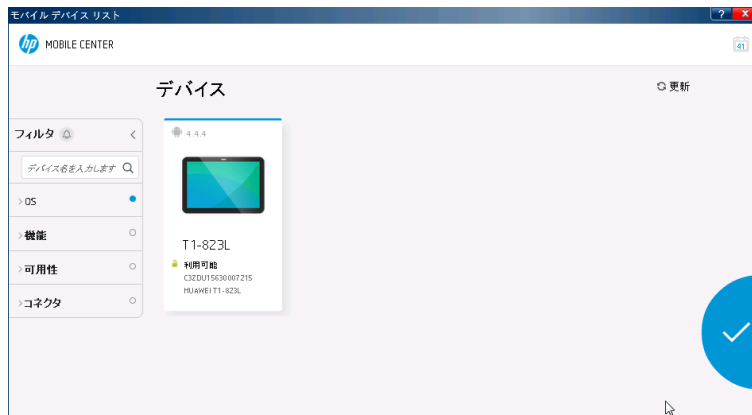 モバイル デバイス リスト
? X
hp MOBILE CENTER
41
デバイス
更新
フィルタ
4.4.4
デバイス名を入力します
OS
機能
T1-823L
可用性
利用可能
C3ZDU15630007215
HUAWEI T1-823L
コネクタ